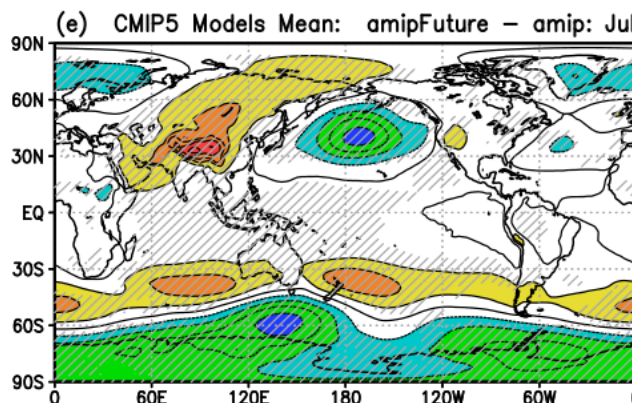 (e) CMIP5 Models Mean: amipFuture – amip: Jul
90N
60N
30N
EQ
30S
60S
90S
0 60E 120E 180 120W 60W